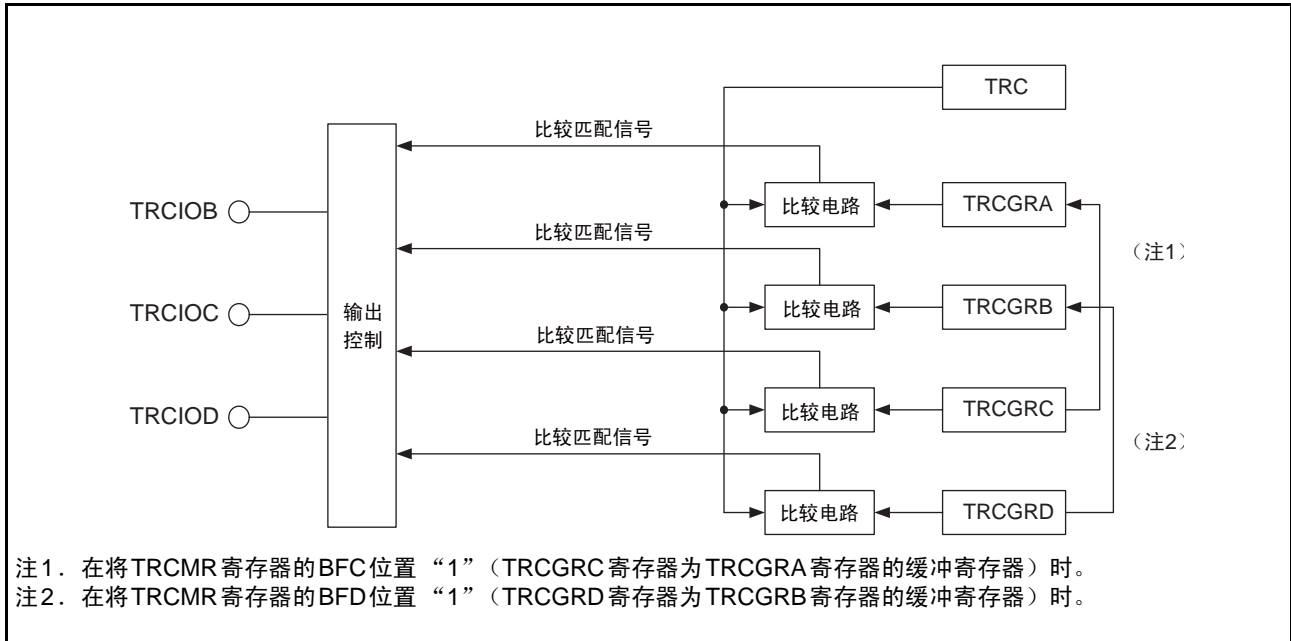 TRC
比较匹配信号
比较电路
TRCGRA
TRCIOB
(注1)
比较匹配信号
比较电路
TRCGRB
TRCIOC
输出
控制
比较匹配信号
比较电路
TRCGRC
TRCIOD
(注2)
比较匹配信号
比较电路
TRCGRD
注1. 在将TRCMR寄存器的BFC位置“1”(TRCGRC寄存器为TRCGRA寄存器的缓冲寄存器)时。
注2. 在将TRCMR寄存器的BFD位置“1”(TRCGRD寄存器为TRCGRB寄存器的缓冲寄存器)时。